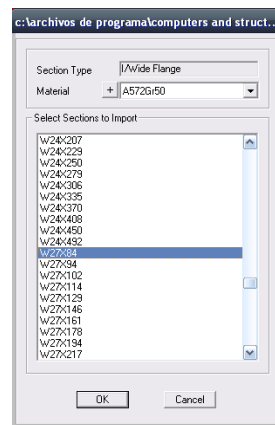 c:\archivos de programa\computers and struct..
Section Type I/Wide Flange
Material + A572Gr50
Select Sections to Import
W24X207
W24X229
W24X250
W24X279
W24X306
W24X335
W24X370
W24X408
W24X450
W24X492
W27X84
W27X94
W27X102
W27X114
W27X129
W27X146
W27X161
W27X178
W27X194
W27X217
OK Cancel